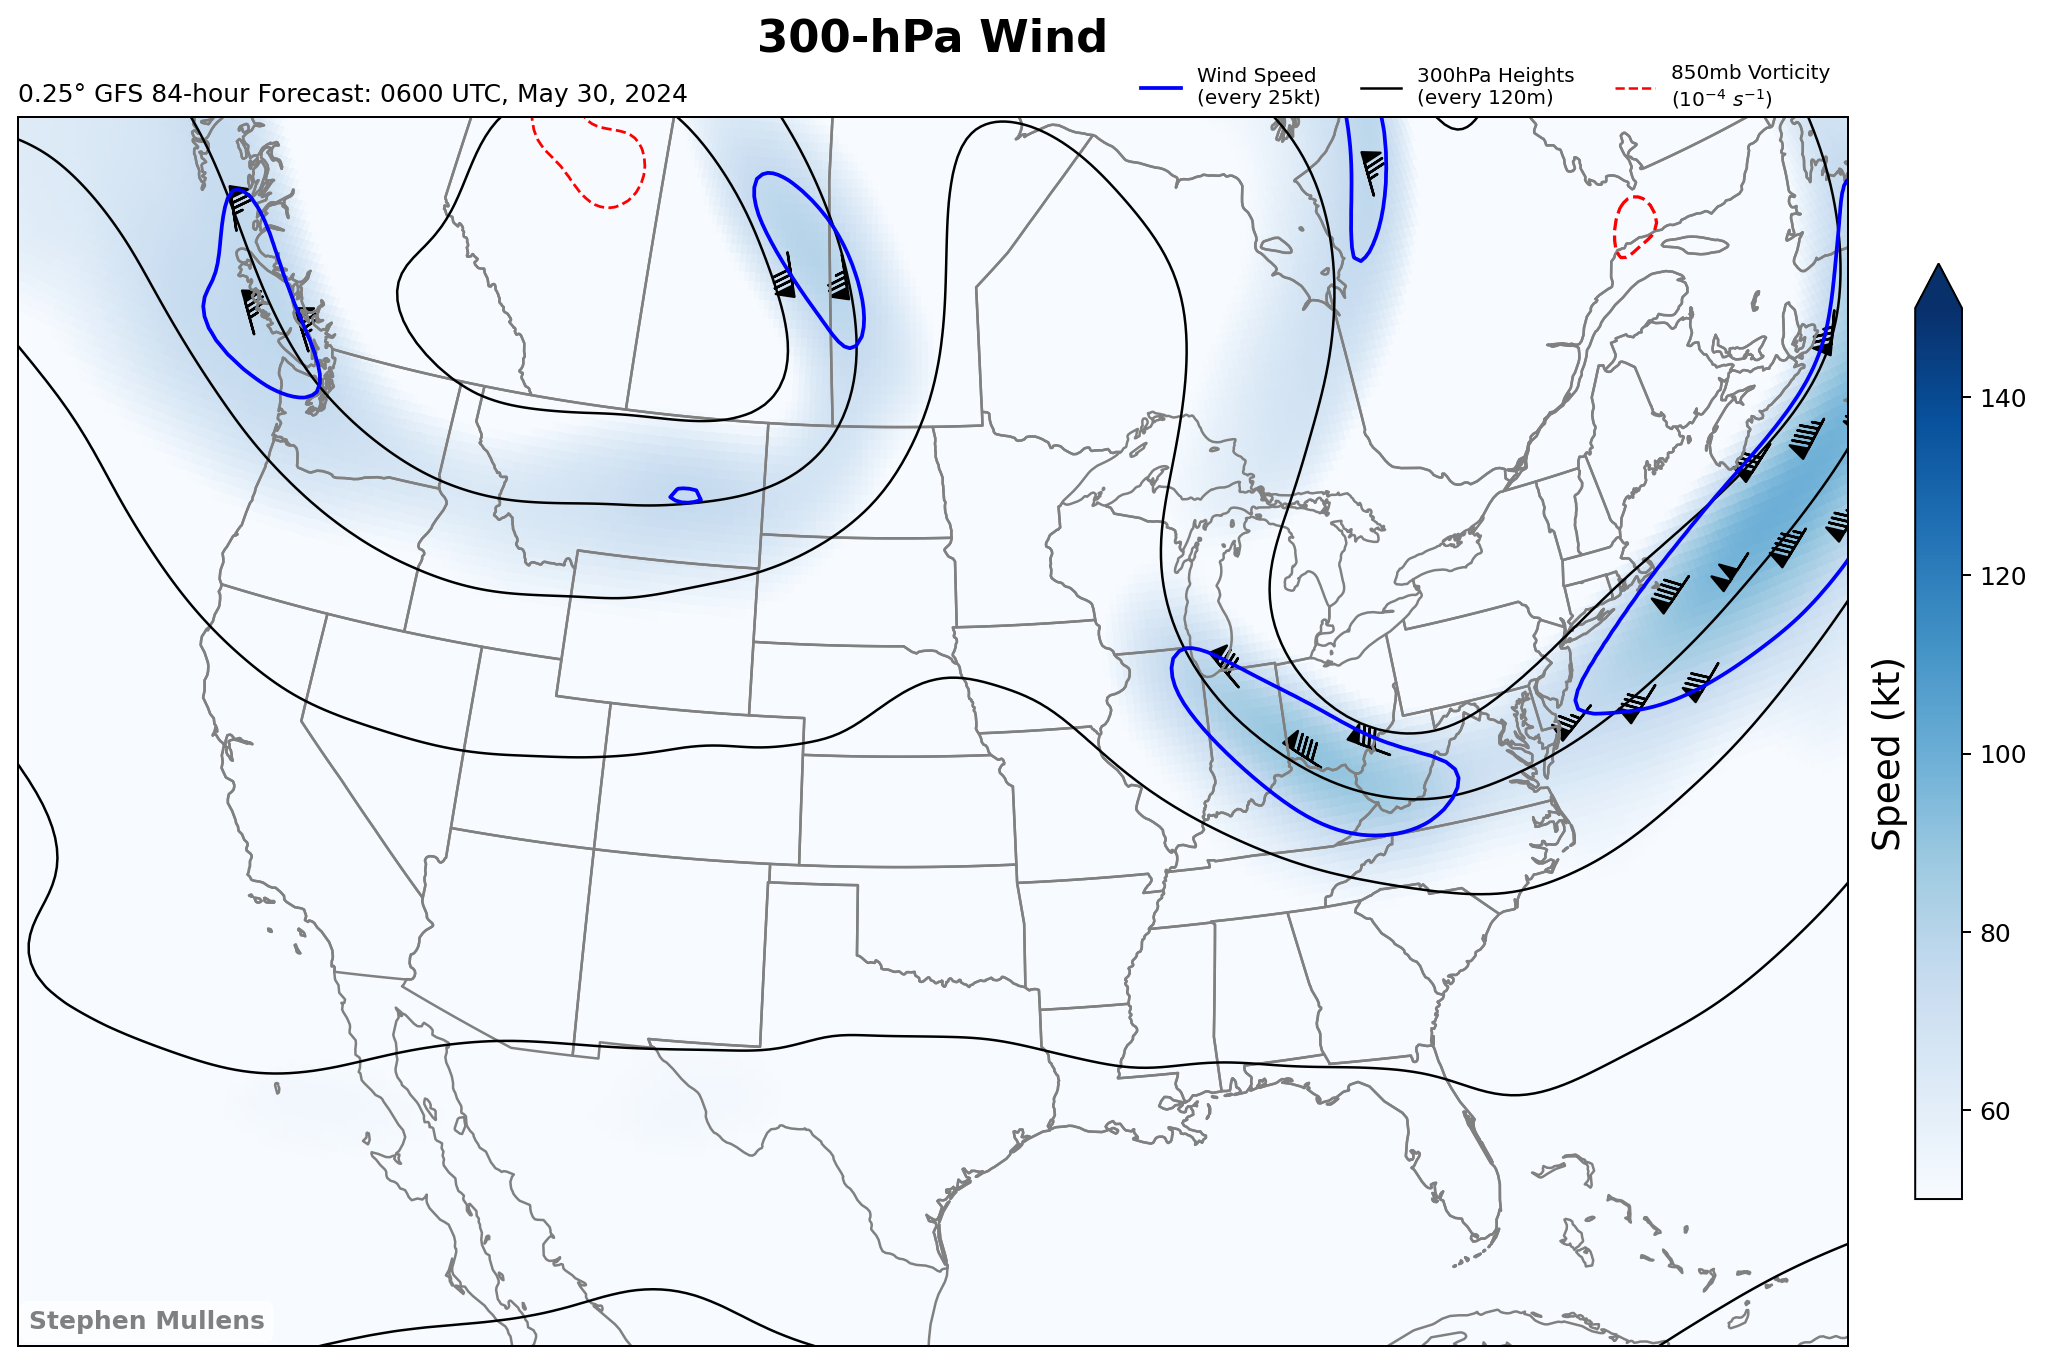 300-hPa Wind
0.25° GFS 84-hour Forecast: 0600 UTC, May 30, 2024
Wind Speed
(every 25kt)
300hPa Heights
(every 120m)
850mb Vorticity
(10⁻⁴ s⁻¹)
140
120
100
80
60
Speed (kt)
Stephen Mullens